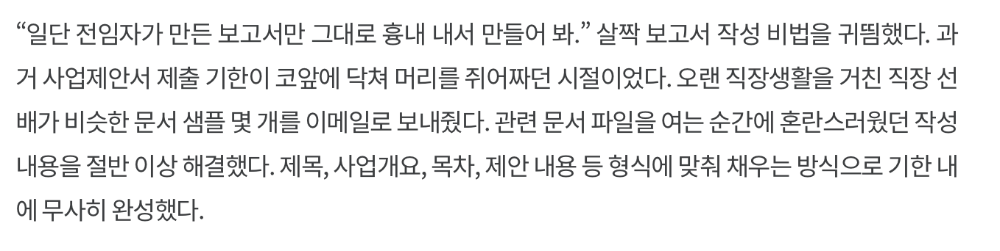 “일단 전임자가 만든 보고서만 그대로 흉내 내서 만들어 봐.” 살짝 보고서 작성 비법을 귀띔했다. 과
거 사업제안서 제출 기한이 코앞에 닥쳐 머리를 쥐어짜던 시절이었다. 오랜 직장생활을 거친 직장 선
배가 비슷한 문서 샘플 몇 개를 이메일로 보내줬다. 관련 문서 파일을 여는 순간에 혼란스러웠던 작성
내용을 절반 이상 해결했다. 제목, 사업개요, 목차, 제안 내용 등 형식에 맞춰 채우는 방식으로 기한 내
에 무사히 완성했다.